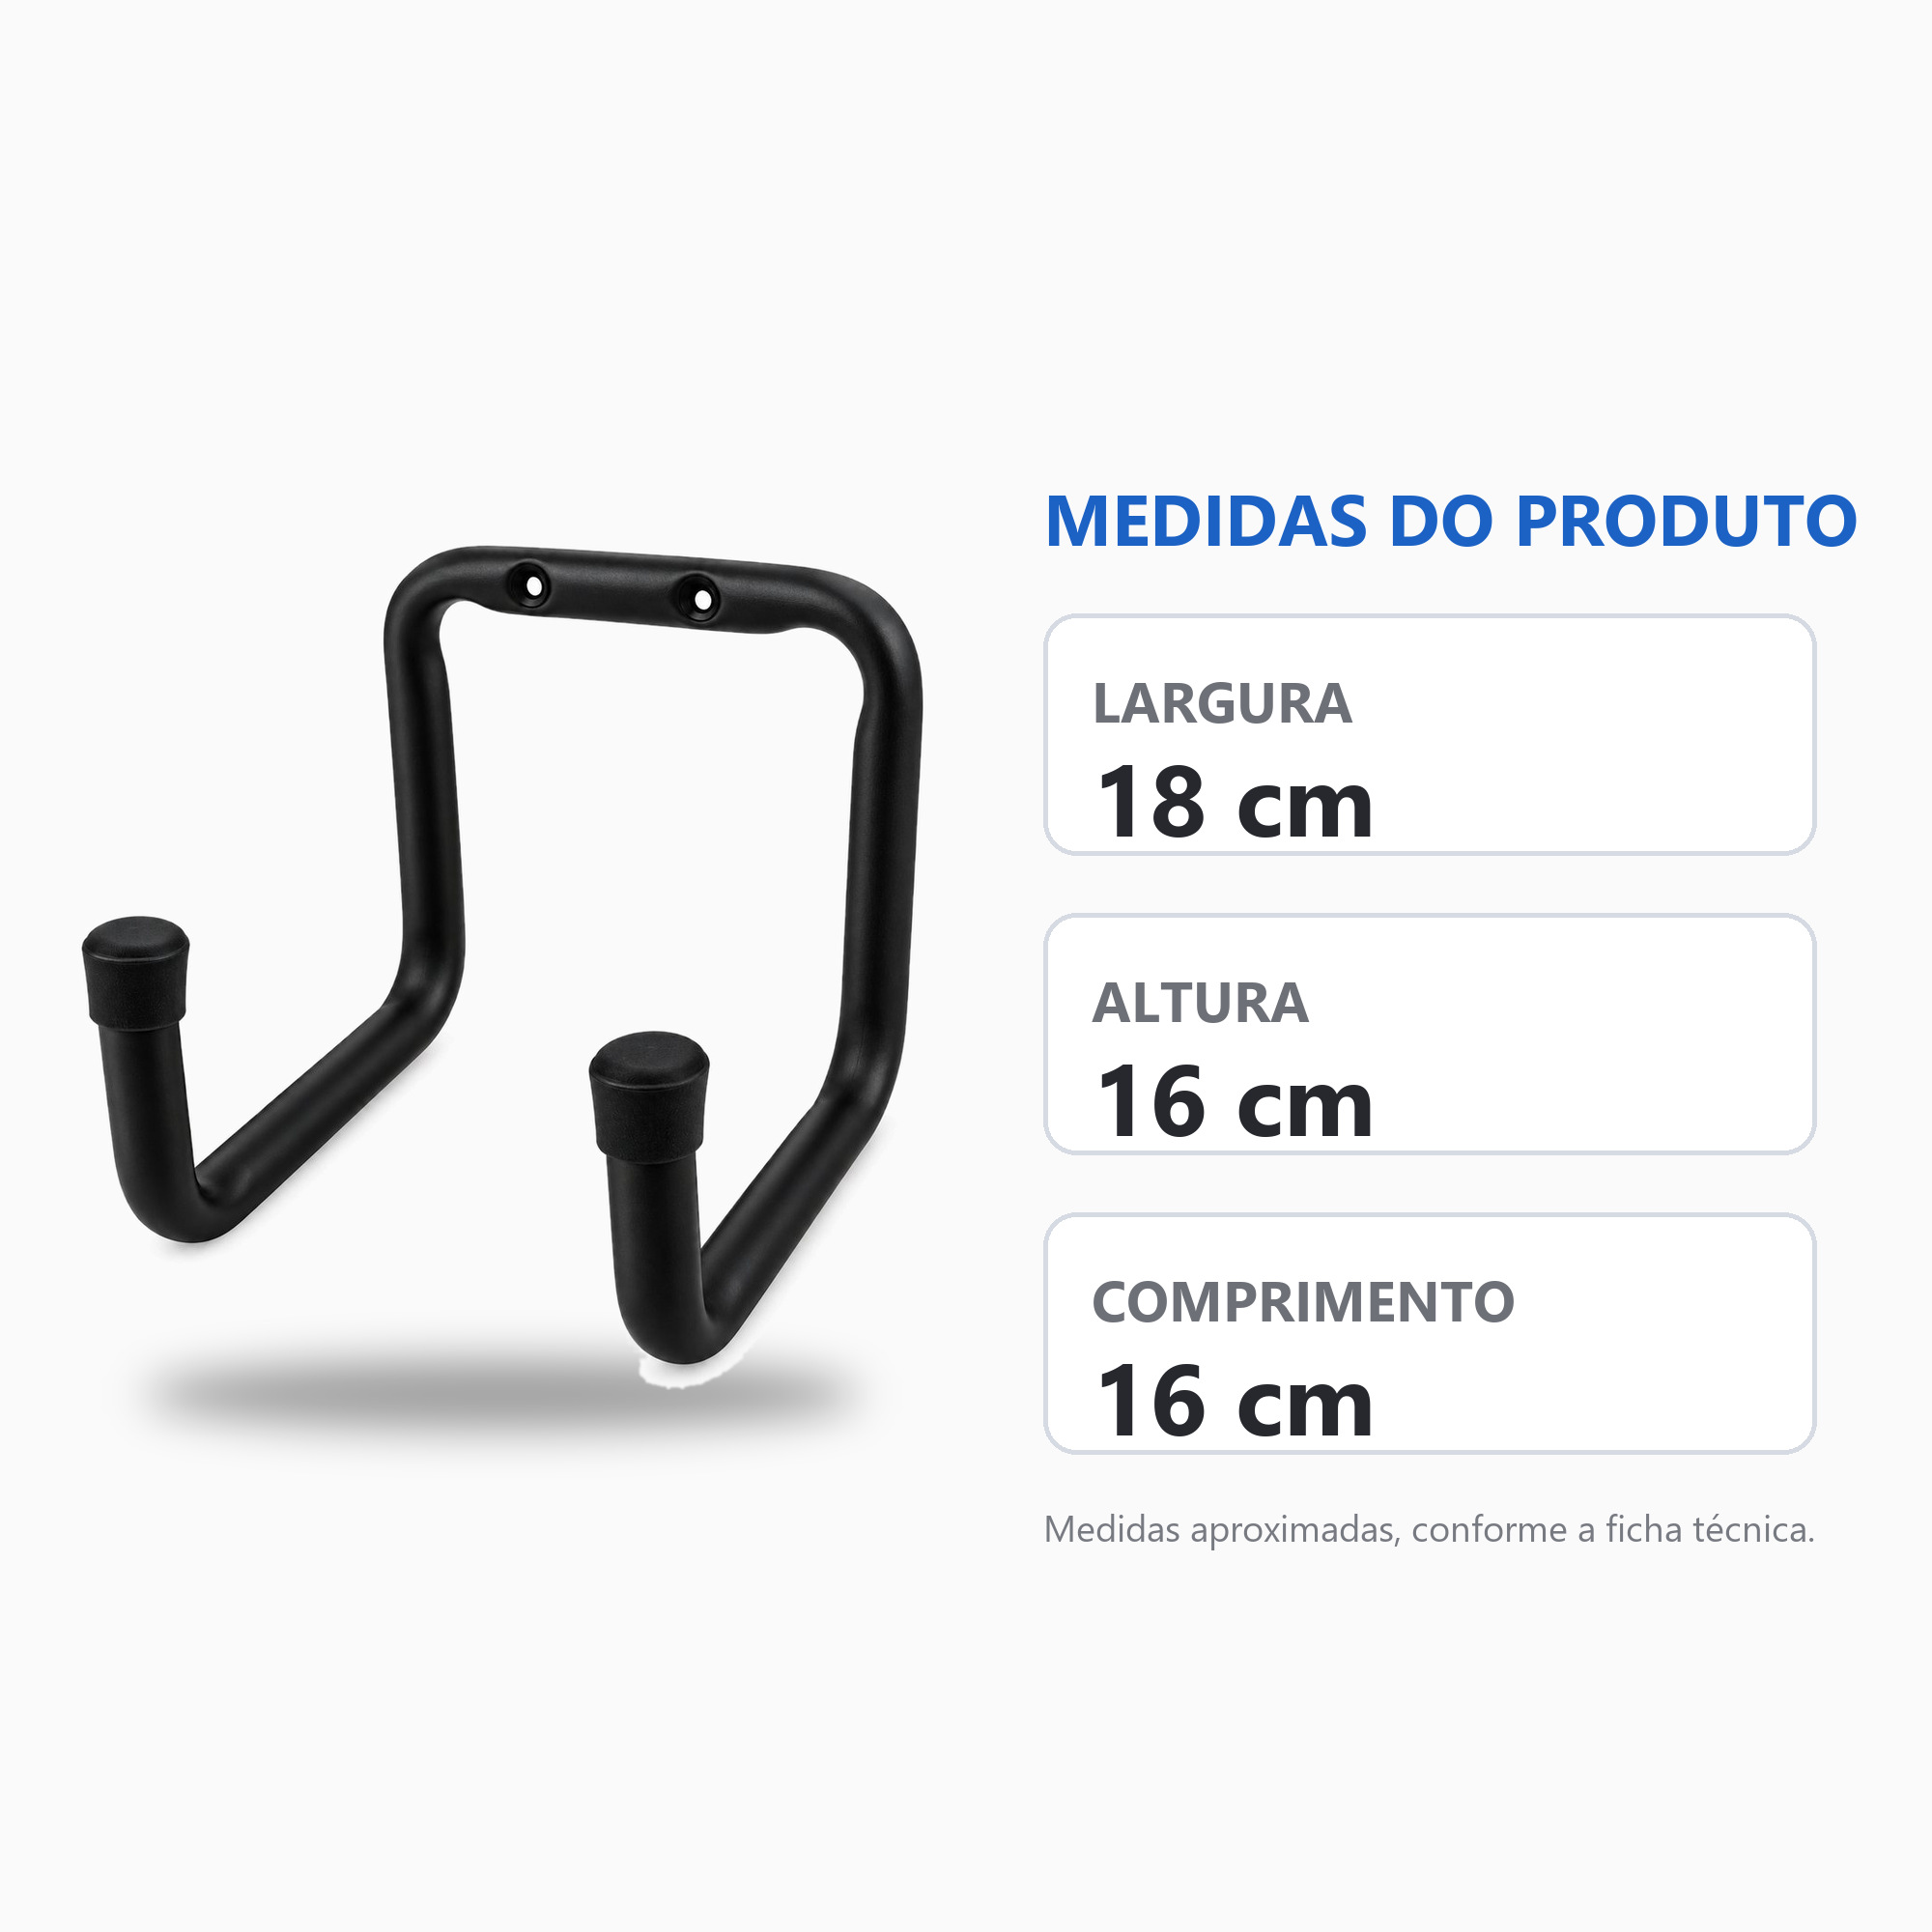 MEDIDAS DO PRODUTO
LARGURA
18 cm
ALTURA
16 cm
COMPRIMENTO
16 cm
Medidas aproximadas, conforme a ficha técnica.